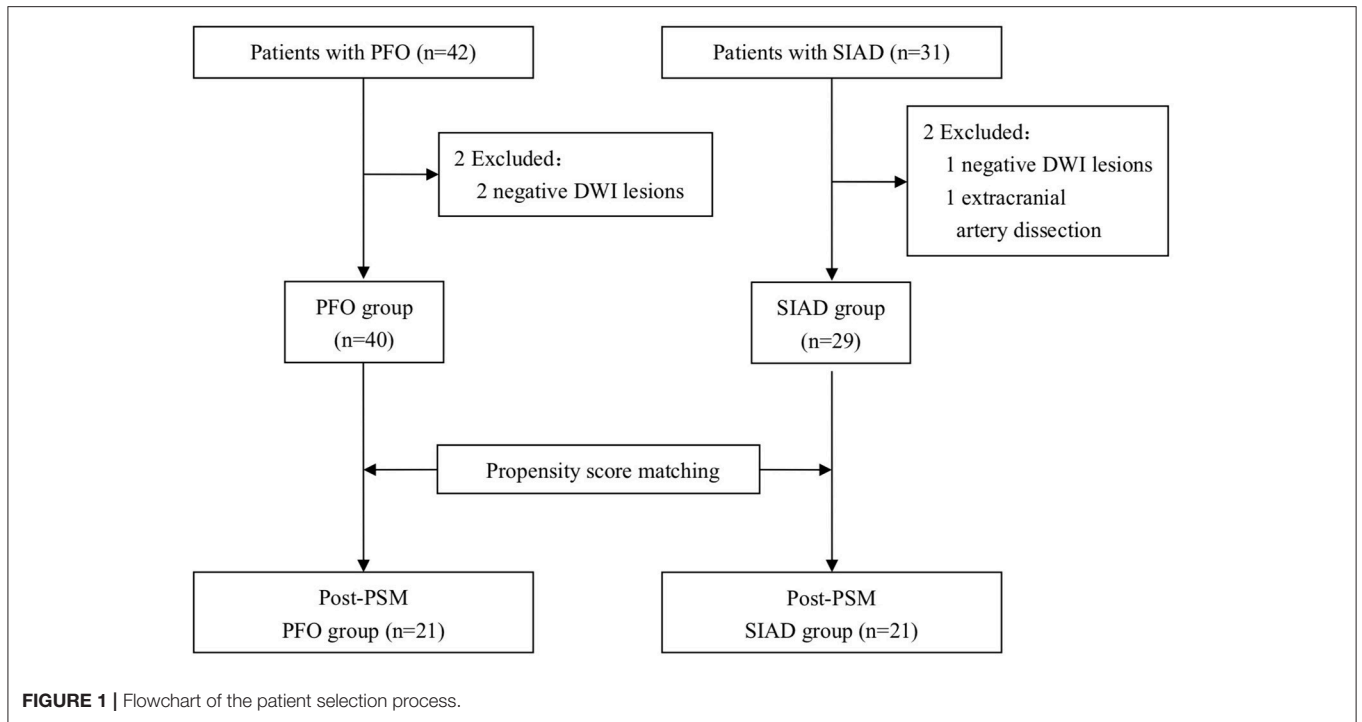 Patients with PFO (n=42)
Patients with SIAD (n=31)
2 Excluded：
2 negative DWI lesions
2 Excluded：
1 negative DWI lesions
1 extracranial
artery dissection
PFO group
(n=40)
SIAD group
(n=29)
Propensity score matching
Post-PSM
PFO group (n=21)
Post-PSM
SIAD group (n=21)
FIGURE 1 | Flowchart of the patient selection process.